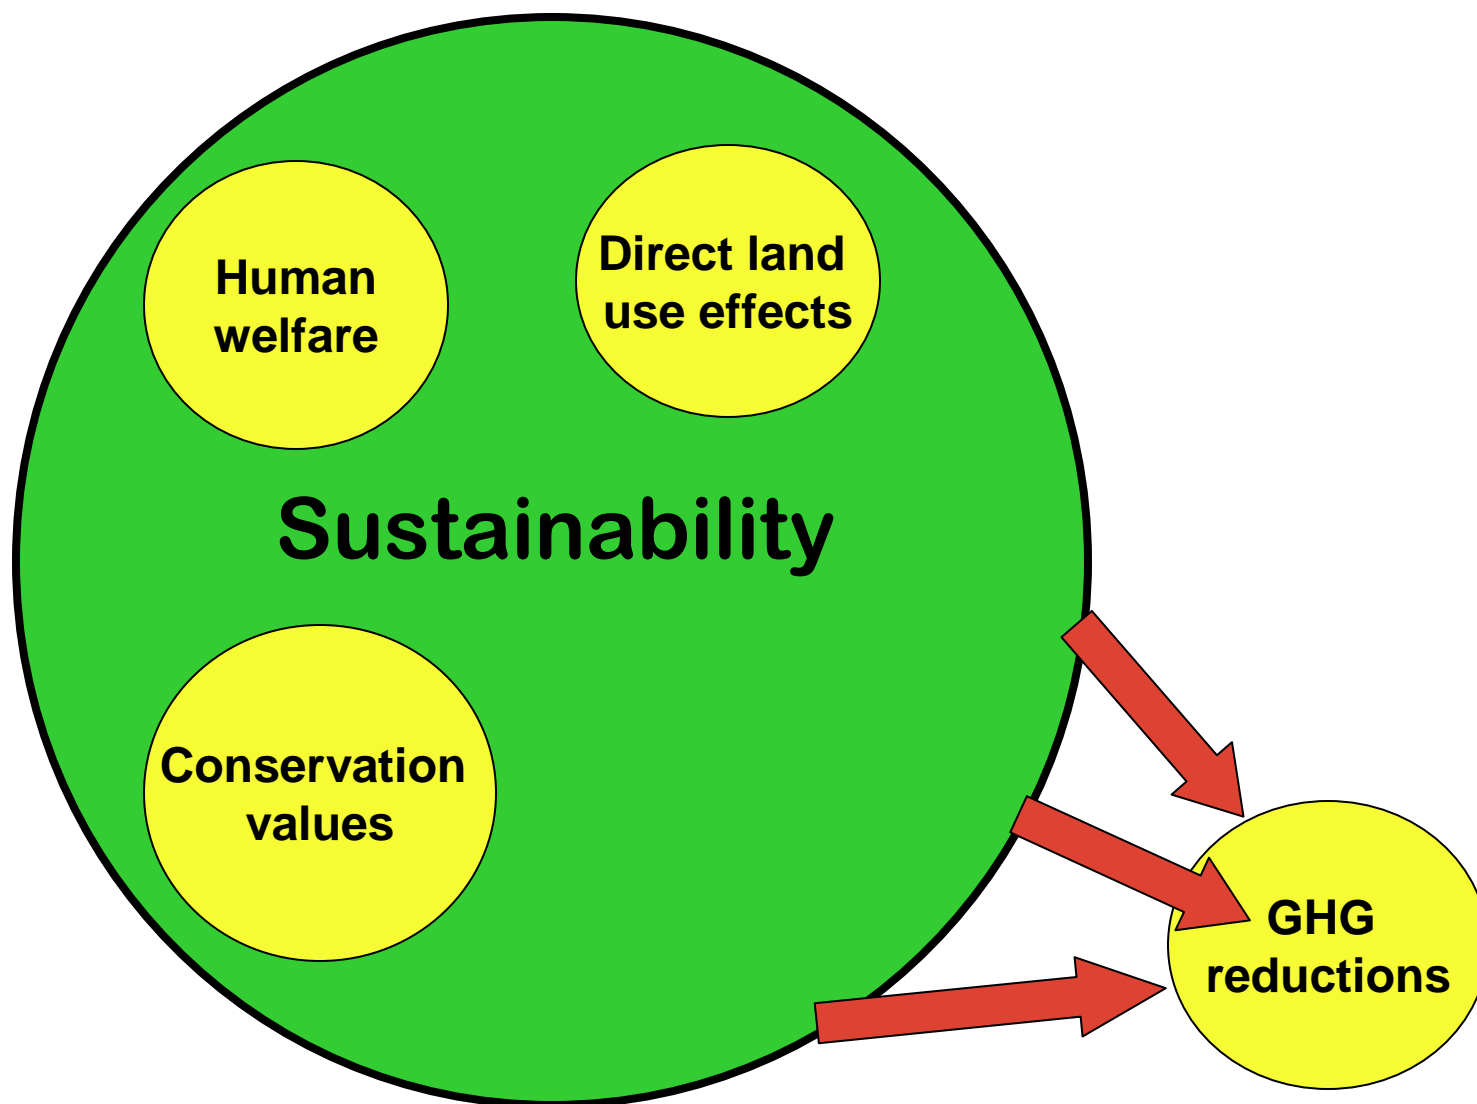 Human
welfare
Direct land
use effects
Sustainability
Conservation
values
GHG
reductions